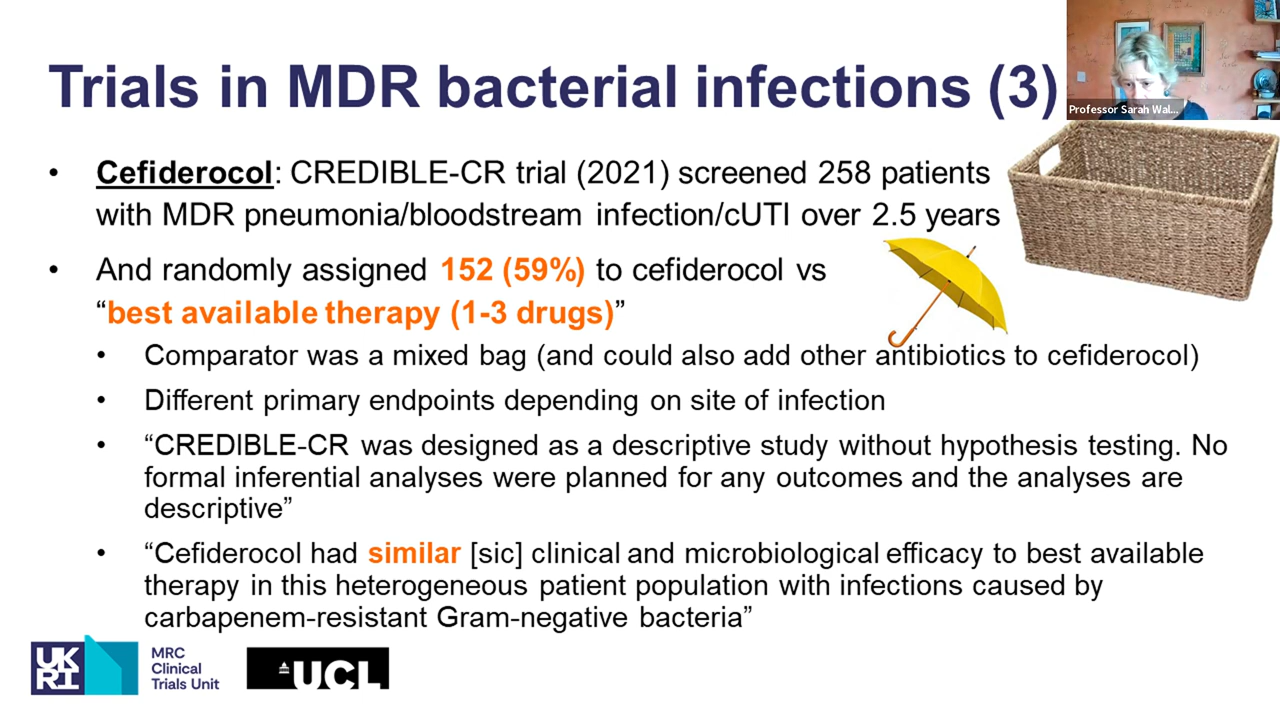 Trials in MDR bacterial infections (3)
Professor Sarah Wal...
• Cefiderocol: CREDIBLE-CR trial (2021) screened 258 patients
with MDR pneumonia/bloodstream infection/cUTI over 2.5 years
• And randomly assigned 152 (59%) to cefiderocol vs
“best available therapy (1-3 drugs)”
• Comparator was a mixed bag (and could also add other antibiotics to cefiderocol)
• Different primary endpoints depending on site of infection
• “CREDIBLE-CR was designed as a descriptive study without hypothesis testing. No
formal inferential analyses were planned for any outcomes and the analyses are
descriptive”
• “Cefiderocol had similar [sic] clinical and microbiological efficacy to best available
therapy in this heterogeneous patient population with infections caused by
carbapenem-resistant Gram-negative bacteria”
UK
RI
MRC
Clinical
Trials Unit
UCL